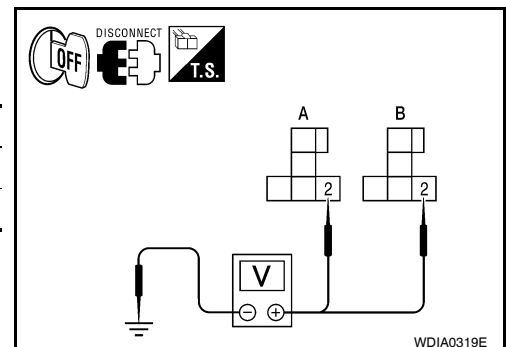 DISCONNECT
OFF
T.S.
A B
2 2
V
− +
WDIA0319E